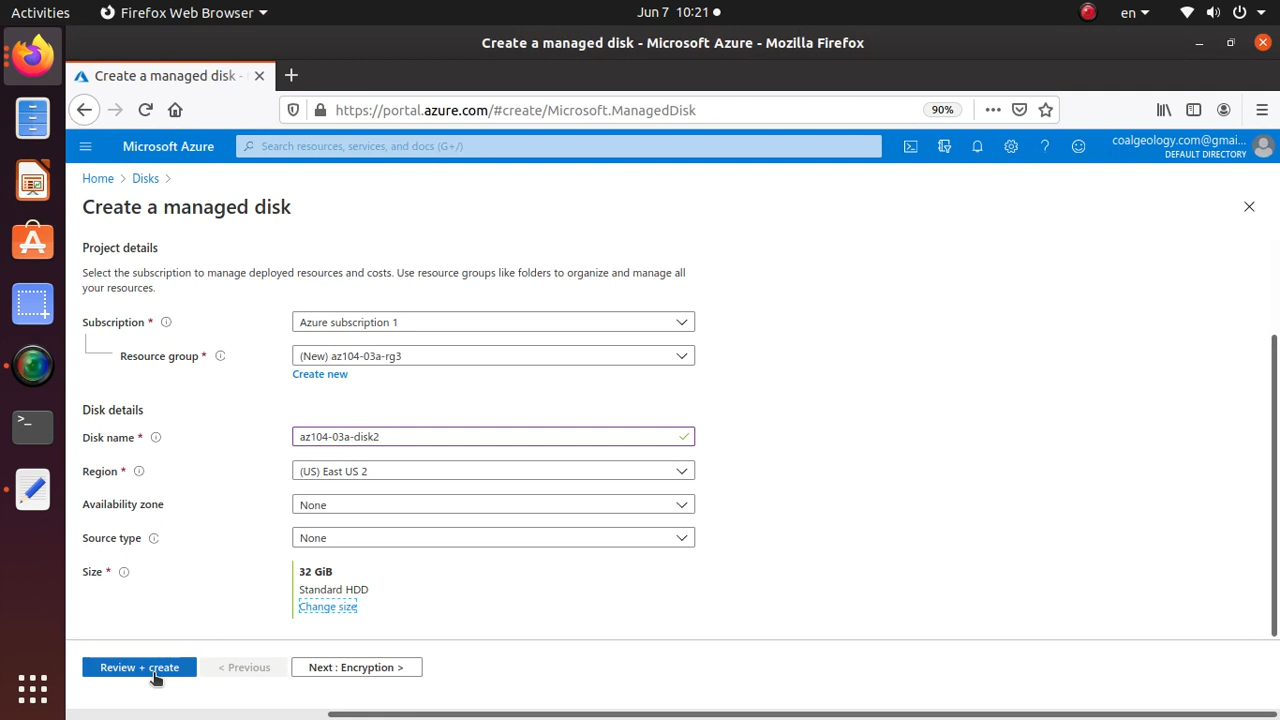 Activities Firefox Web Browser Jun 7 10:21 en
Create a managed disk - Microsoft Azure - Mozilla Firefox
Create a managed disk -
https://portal.azure.com/#create/Microsoft.ManagedDisk 90%
Microsoft Azure Search resources, services, and docs (G+/) coalgeology.com@gmai...
DEFAULT DIRECTORY
Home > Disks >
Create a managed disk
Project details
Select the subscription to manage deployed resources and costs. Use resource groups like folders to organize and manage all
your resources.
Subscription * Azure subscription 1
Resource group * (New) az104-03a-rg3
Create new
Disk details
Disk name * az104-03a-disk2
Region * (US) East US 2
Availability zone None
Source type None
Size * 32 GiB
Standard HDD
Change size
Review + create < Previous Next : Encryption >